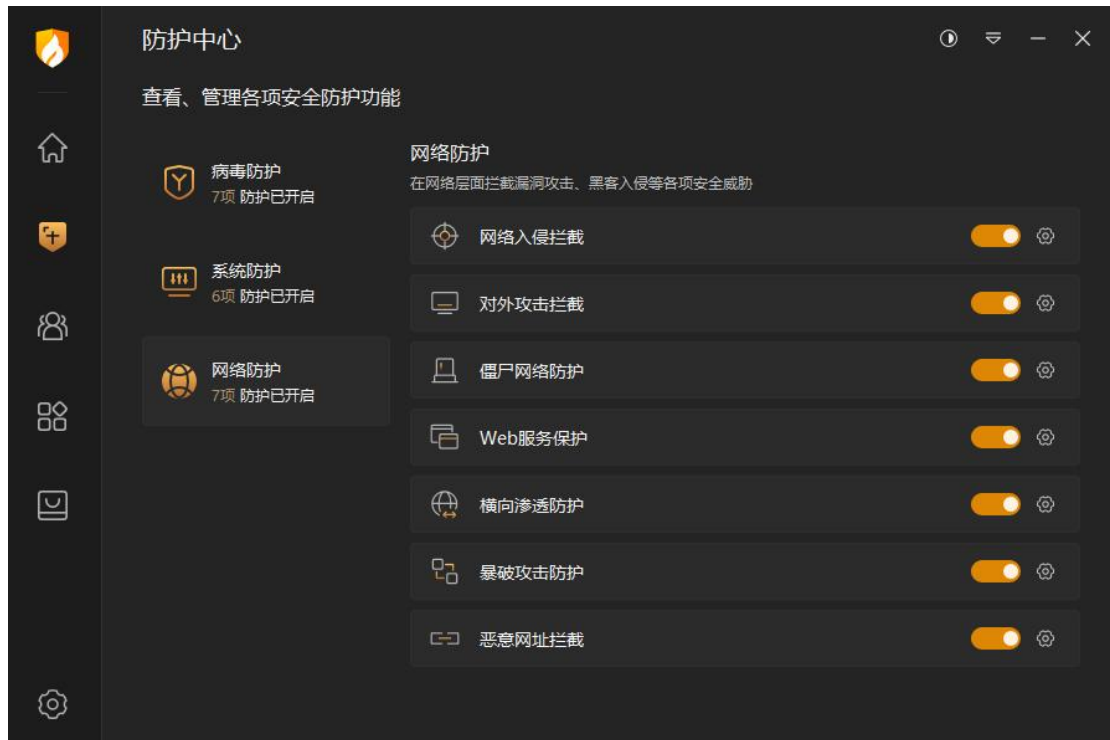 防护中心
查看、管理各项安全防护功能
病毒防护
7项 防护已开启
系统防护
6项 防护已开启
网络防护
7项 防护已开启
网络防护
在网络层面拦截漏洞攻击、黑客入侵等各项安全威胁
网络入侵拦截
对外攻击拦截
僵尸网络防护
Web服务保护
横向渗透防护
暴破攻击防护
恶意网址拦截